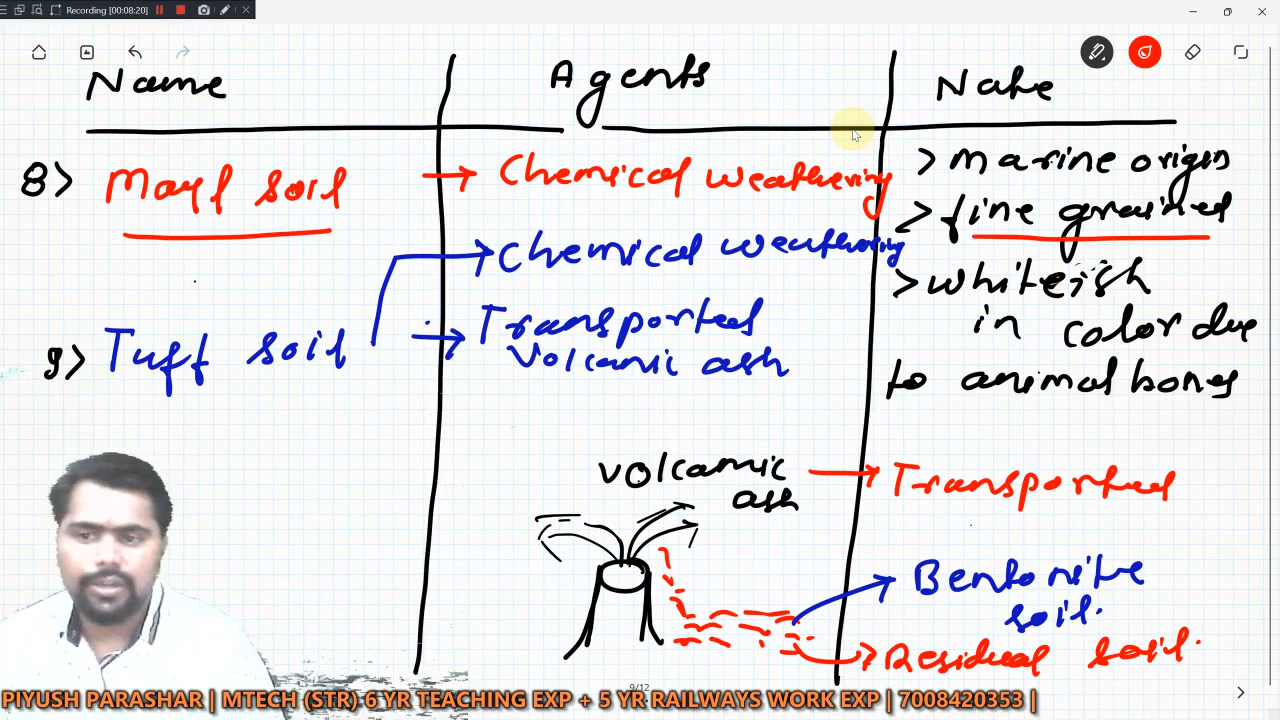 Recording [00:08:20]
Name Agents Note
8> Marl soil → Chemical weathering
> marine origin
> fine grained
> whiteish
in color due
to animal bones
9> Tuff soil → Chemical weathering
→ Transported
volcanic ash
volcanic
ash → Transported
Bentonite
soil.
Residual soil.
9/12
PIYUSH PARASHAR | MTECH (STR) 6 YR TEACHING EXP + 5 YR RAILWAYS WORK EXP | 7008420353 |